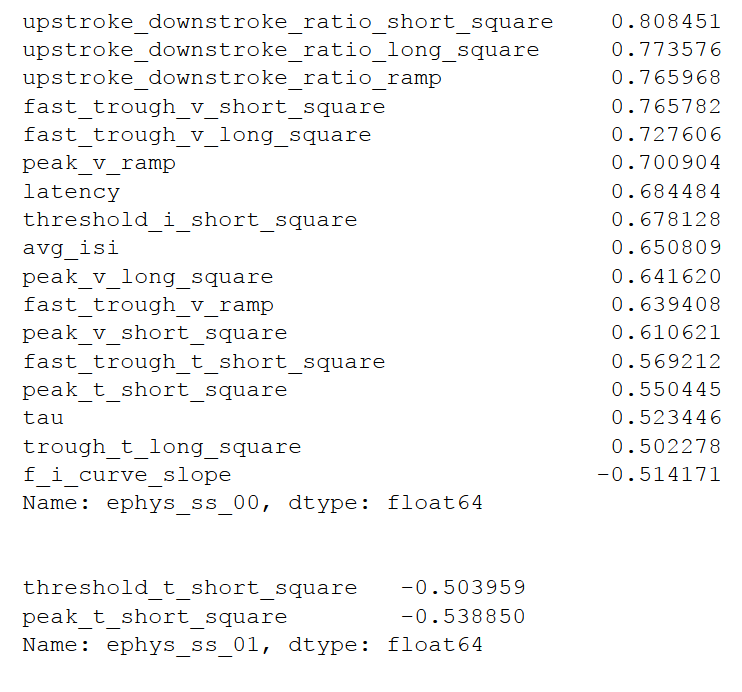 upstroke_downstroke_ratio_short_square    0.808451
upstroke_downstroke_ratio_long_square     0.773576
upstroke_downstroke_ratio_ramp            0.765968
fast_trough_v_short_square                0.765782
fast_trough_v_long_square                 0.727606
peak_v_ramp                               0.700904
latency                                   0.684484
threshold_i_short_square                  0.678128
avg_isi                                   0.650809
peak_v_long_square                        0.641620
fast_trough_v_ramp                        0.639408
peak_v_short_square                       0.610621
fast_trough_t_short_square                0.569212
peak_t_short_square                       0.550445
tau                                       0.523446
trough_t_long_square                      0.502278
f_i_curve_slope                          -0.514171
Name: ephys_ss_00, dtype: float64
threshold_t_short_square   -0.503959
peak_t_short_square        -0.538850
Name: ephys_ss_01, dtype: float64